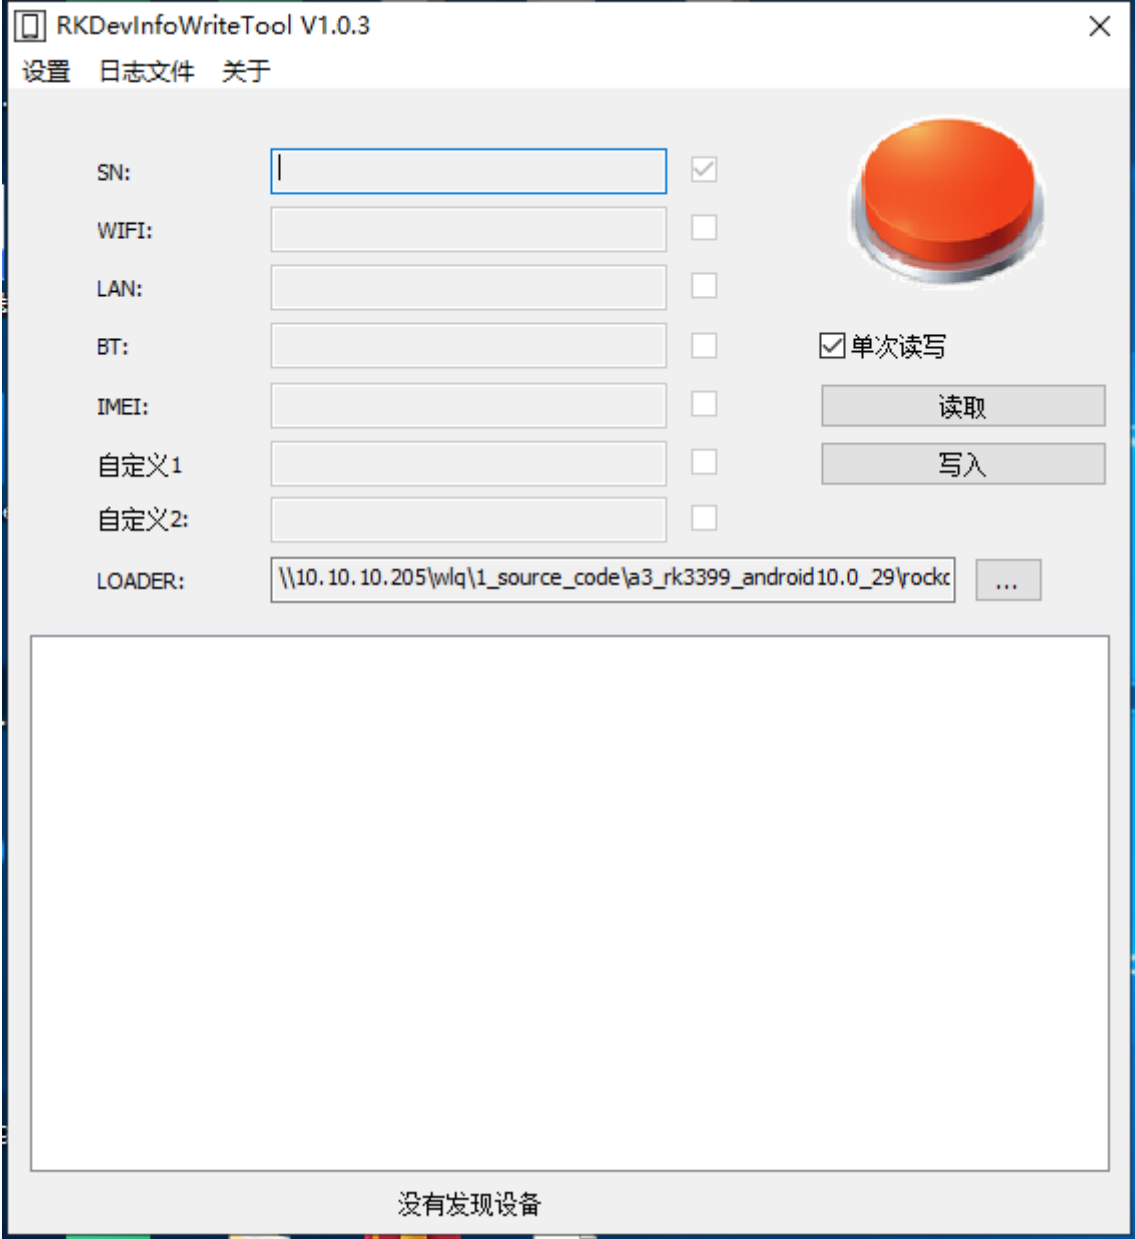 RKDevInfoWriteTool V1.0.3
设置 日志文件 关于
SN:
WIFI:
LAN:
BT:
单次读写
IMEI:
读取
自定义1
写入
自定义2:
LOADER: \\10.10.10.205\wlq\1_source_code\a3_rk3399_android10.0_29\rockc ...
没有发现设备